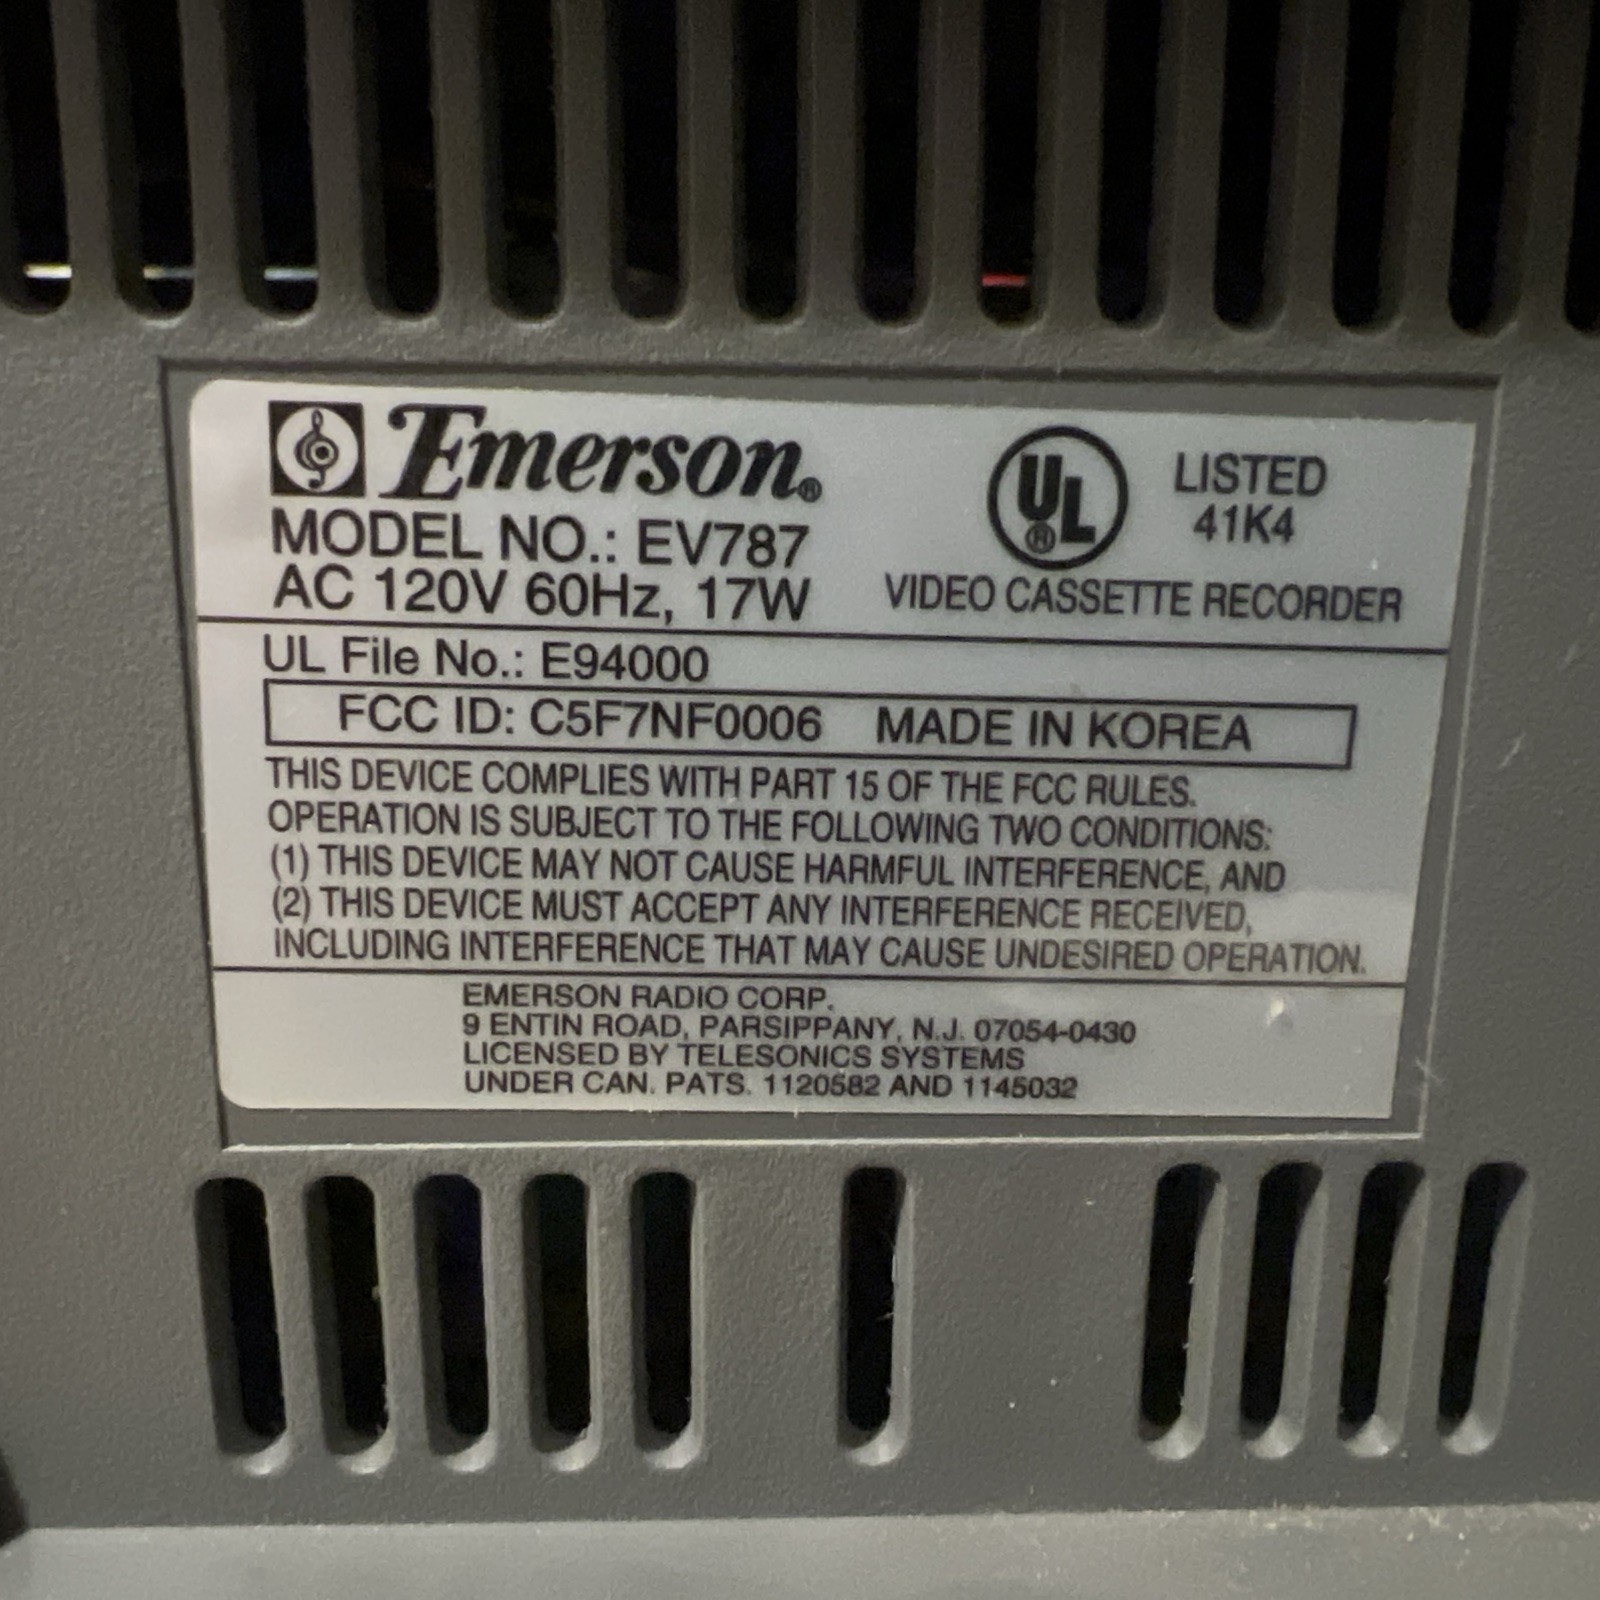 Emerson®
MODEL NO.: EV787
AC 120V 60Hz, 17W
UL®
LISTED
41K4
VIDEO CASSETTE RECORDER
UL File No.: E94000
FCC ID: C5F7NF0006 MADE IN KOREA
THIS DEVICE COMPLIES WITH PART 15 OF THE FCC RULES.
OPERATION IS SUBJECT TO THE FOLLOWING TWO CONDITIONS:
(1) THIS DEVICE MAY NOT CAUSE HARMFUL INTERFERENCE, AND
(2) THIS DEVICE MUST ACCEPT ANY INTERFERENCE RECEIVED,
INCLUDING INTERFERENCE THAT MAY CAUSE UNDESIRED OPERATION.
EMERSON RADIO CORP.
9 ENTIN ROAD, PARSIPPANY, N.J. 07054-0430
LICENSED BY TELESONICS SYSTEMS
UNDER CAN. PATS. 1120582 AND 1145032